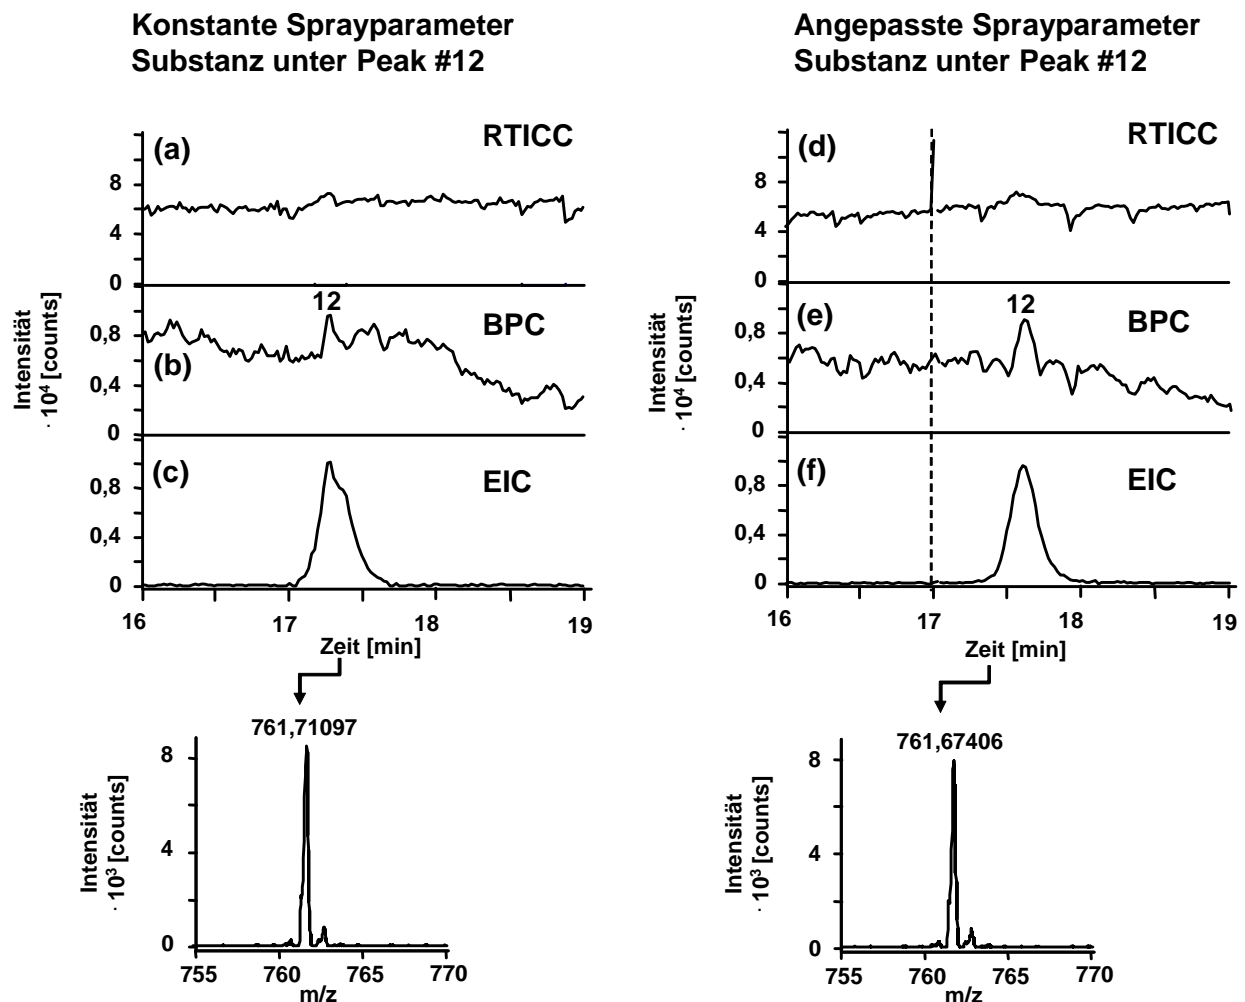 Konstante Sprayparameter
Substanz unter Peak #12
(a)
RTICC
8
4
0
12
(b)
BPC
0,8
0,4
0
(c)
EIC
0,8
0,4
0
Intensität
· 10⁴ [counts]
16 17 18 19
Zeit [min]
761,71097
8
4
0
Intensität
· 10³ [counts]
755 760 765 770
m/z
Angepasste Sprayparameter
Substanz unter Peak #12
(d)
RTICC
8
4
0
12
(e)
BPC
0,8
0,4
0
(f)
EIC
0,8
0,4
0
Intensität
· 10⁴ [counts]
16 17 18 19
Zeit [min]
761,67406
8
4
0
Intensität
· 10³ [counts]
755 760 765 770
m/z